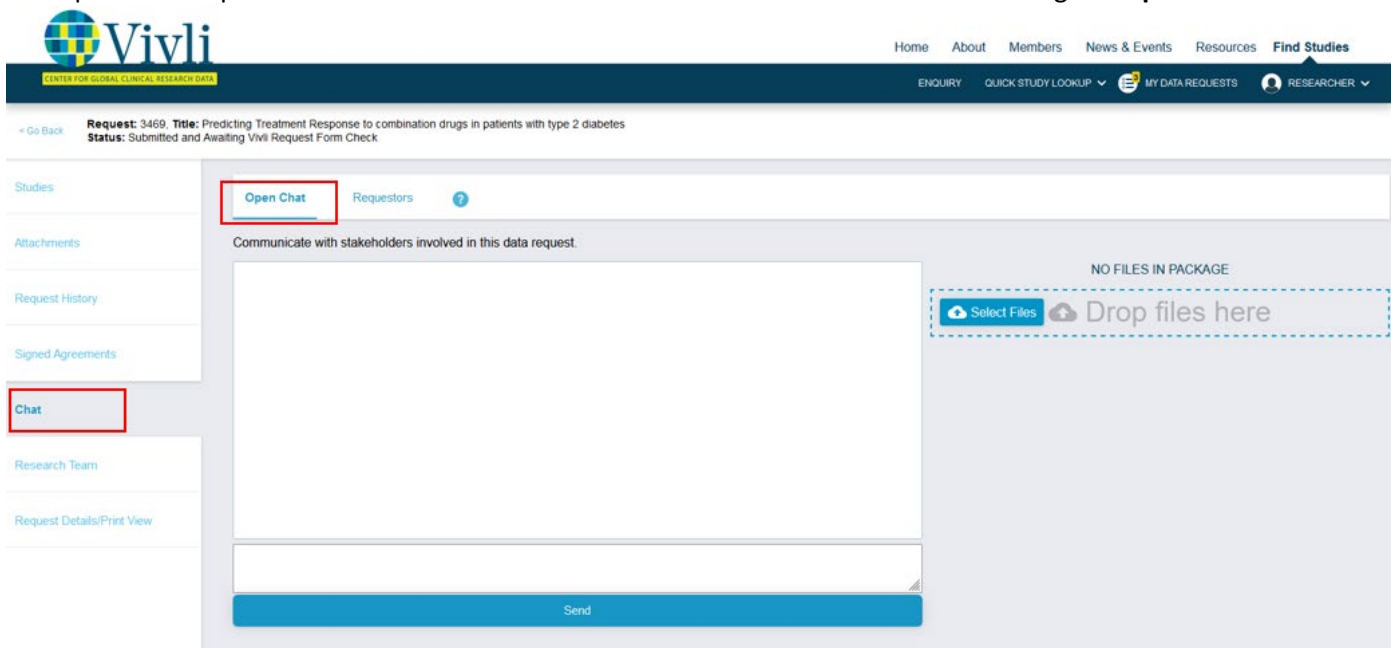 Vivli
CENTER FOR GLOBAL CLINICAL RESEARCH DATA
Home About Members News & Events Resources Find Studies
ENQUIRY QUICK STUDY LOOKUP 3 MY DATA REQUESTS RESEARCHER
< Go Back
Request: 3469, Title: Predicting Treatment Response to combination drugs in patients with type 2 diabetes
Status: Submitted and Awaiting Vivli Request Form Check
Studies
Attachments
Request History
Signed Agreements
Chat
Research Team
Request Details/Print View
Open Chat Requestors ?
Communicate with stakeholders involved in this data request.
NO FILES IN PACKAGE
Select Files Drop files here
Send